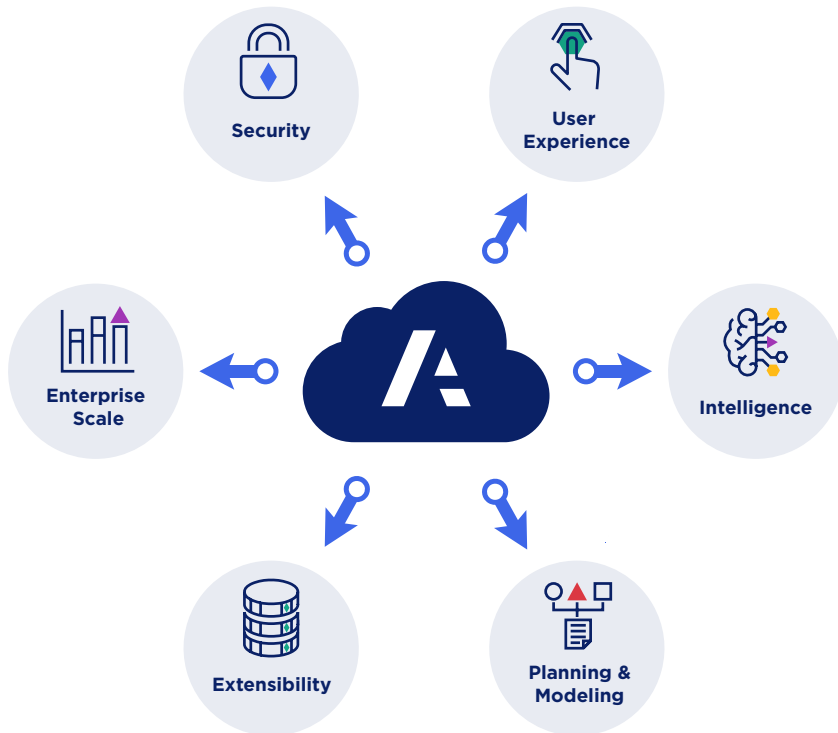 Security
User
Experience
Enterprise
Scale
Intelligence
Extensibility
Planning &
Modeling